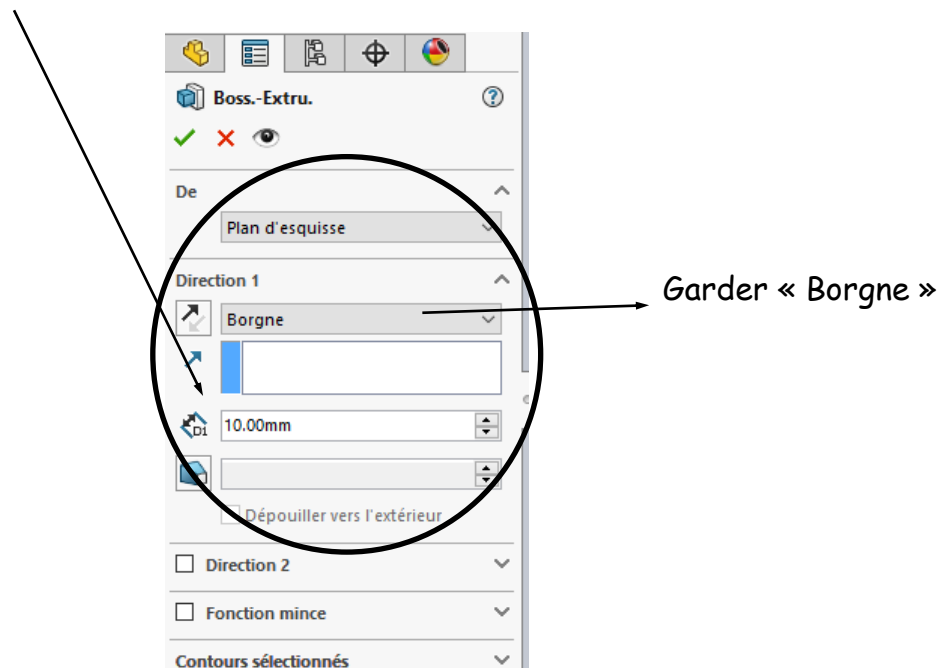 Boss.-Extru.
De
Plan d'esquisse
Direction 1
Borgne
Garder « Borgne »
D1
10.00mm
Dépouiller vers l'extérieur
Direction 2
Fonction mince
Contours sélectionnés